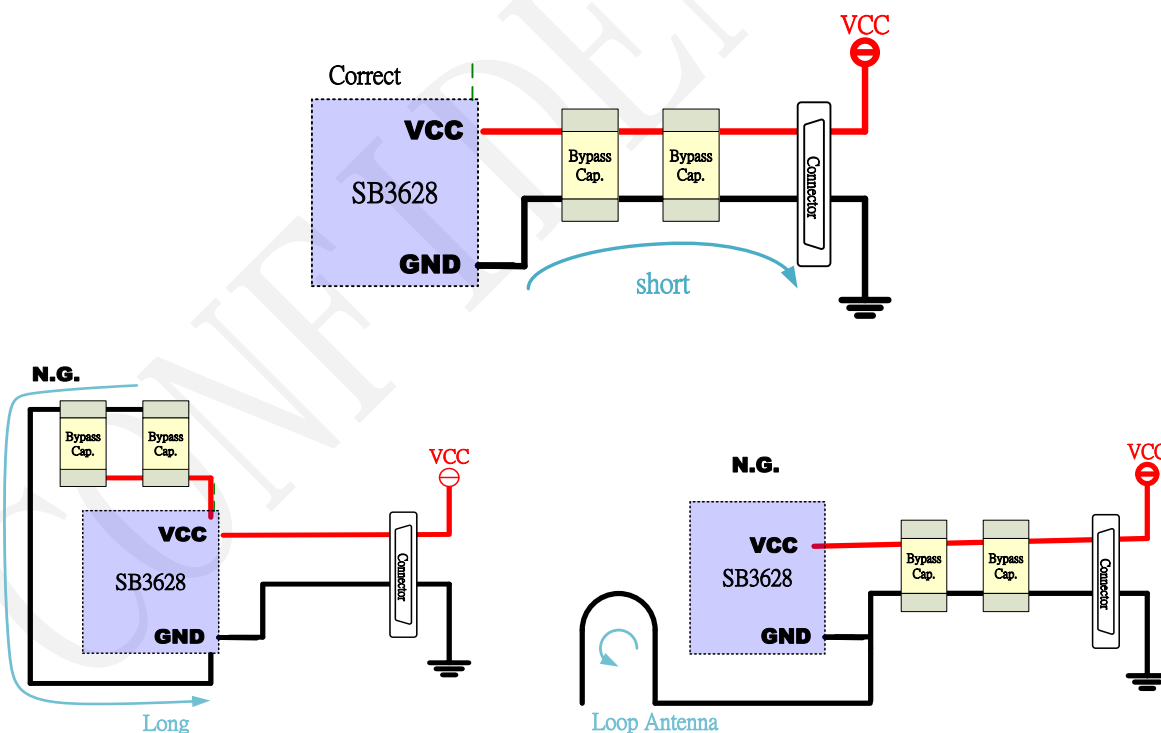 VCC
Correct
VCC
SB3628
GND
Bypass
Cap.
Bypass
Cap.
Connector
short
N.G.
Bypass
Cap.
Bypass
Cap.
VCC
VCC
SB3628
GND
Connector
Long
N.G.
VCC
VCC
SB3628
GND
Bypass
Cap.
Bypass
Cap.
Connector
Loop Antenna
CONFIDEN